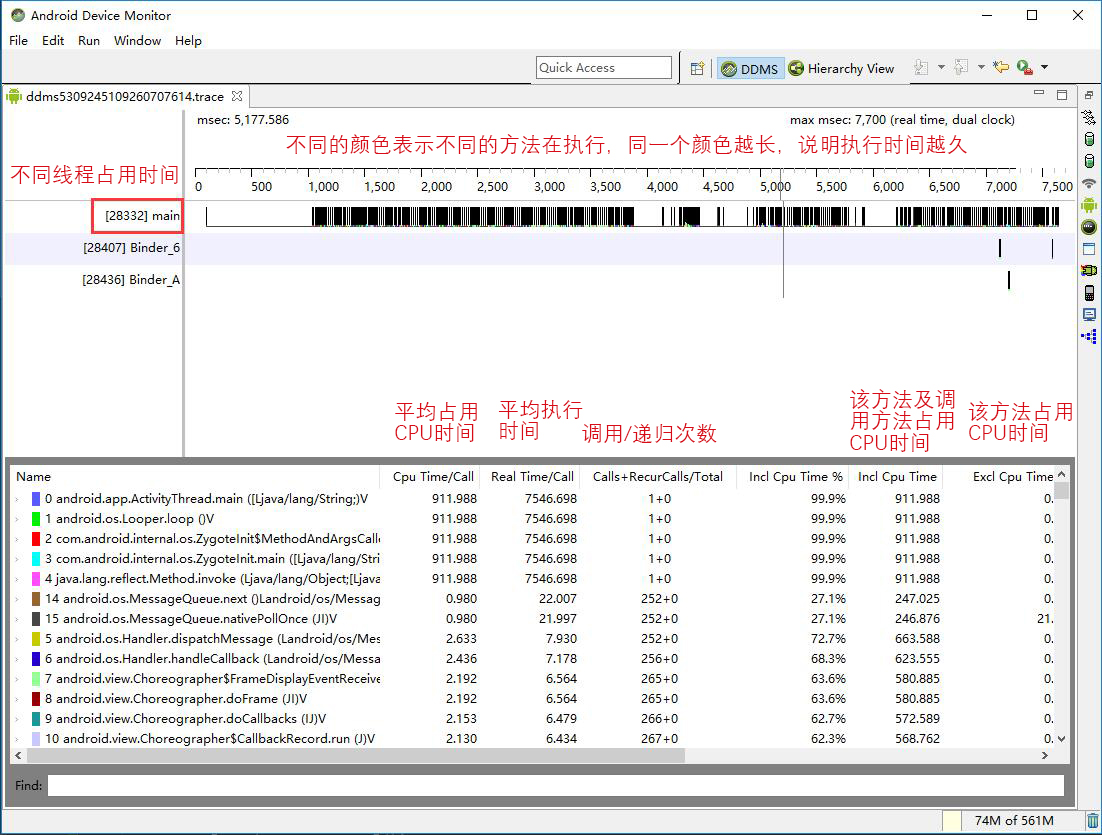 Android Device Monitor
File Edit Run Window Help
Quick Access
DDMS
Hierarchy View
ddms5309245109260707614.trace
msec: 5,177.586
max msec: 7,700 (real time, dual clock)
不同的颜色表示不同的方法在执行，同一个颜色越长，说明执行时间越久
不同线程占用时间
0 500 1,000 1,500 2,000 2,500 3,000 3,500 4,000 4,500 5,000 5,500 6,000 6,500 7,000 7,500
[28332] main
[28407] Binder_6
[28436] Binder_A
平均占用
CPU时间
平均执行
时间
调用/递归次数
该方法及调
用方法占用
CPU时间
该方法占用
CPU时间
Name Cpu Time/Call Real Time/Call Calls+RecurCalls/Total Incl Cpu Time % Incl Cpu Time Excl Cpu Time
0 android.app.ActivityThread.main ([Ljava/lang/String;)V 911.988 7546.698 1+0 99.9% 911.988 0.
1 android.os.Looper.loop ()V 911.988 7546.698 1+0 99.9% 911.988 0.
2 com.android.internal.os.ZygoteInit$MethodAndArgsCalle 911.988 7546.698 1+0 99.9% 911.988 0.
3 com.android.internal.os.ZygoteInit.main ([Ljava/lang/Stri 911.988 7546.698 1+0 99.9% 911.988 0.
4 java.lang.reflect.Method.invoke (Ljava/lang/Object;[Ljava 911.988 7546.698 1+0 99.9% 911.988 0.
14 android.os.MessageQueue.next ()Landroid/os/Messag 0.980 22.007 252+0 27.1% 247.025 0.
15 android.os.MessageQueue.nativePollOnce (JI)V 0.980 21.997 252+0 27.1% 246.876 21.
5 android.os.Handler.dispatchMessage (Landroid/os/Mes 2.633 7.930 252+0 72.7% 663.588 0.
6 android.os.Handler.handleCallback (Landroid/os/Messa 2.436 7.178 256+0 68.3% 623.555 0.
7 android.view.Choreographer$FrameDisplayEventReceive 2.192 6.564 265+0 63.6% 580.885 0.
8 android.view.Choreographer.doFrame (JI)V 2.192 6.564 265+0 63.6% 580.885 0.
9 android.view.Choreographer.doCallbacks (IJ)V 2.153 6.479 266+0 62.7% 572.589 0.
10 android.view.Choreographer$CallbackRecord.run (J)V 2.130 6.434 267+0 62.3% 568.762 0.
Find:
74M of 561M